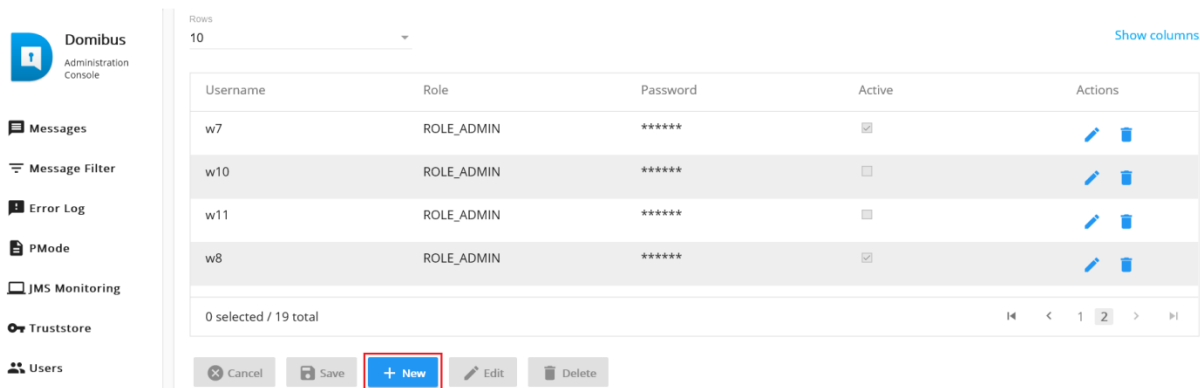 Domibus
Administration
Console
Messages
Message Filter
Error Log
PMode
JMS Monitoring
Truststore
Users
Rows
10
Show columns
Username Role Password Active Actions
w7 ROLE_ADMIN ******
w10 ROLE_ADMIN ******
w11 ROLE_ADMIN ******
w8 ROLE_ADMIN ******
0 selected / 19 total 1 2
Cancel Save + New Edit Delete